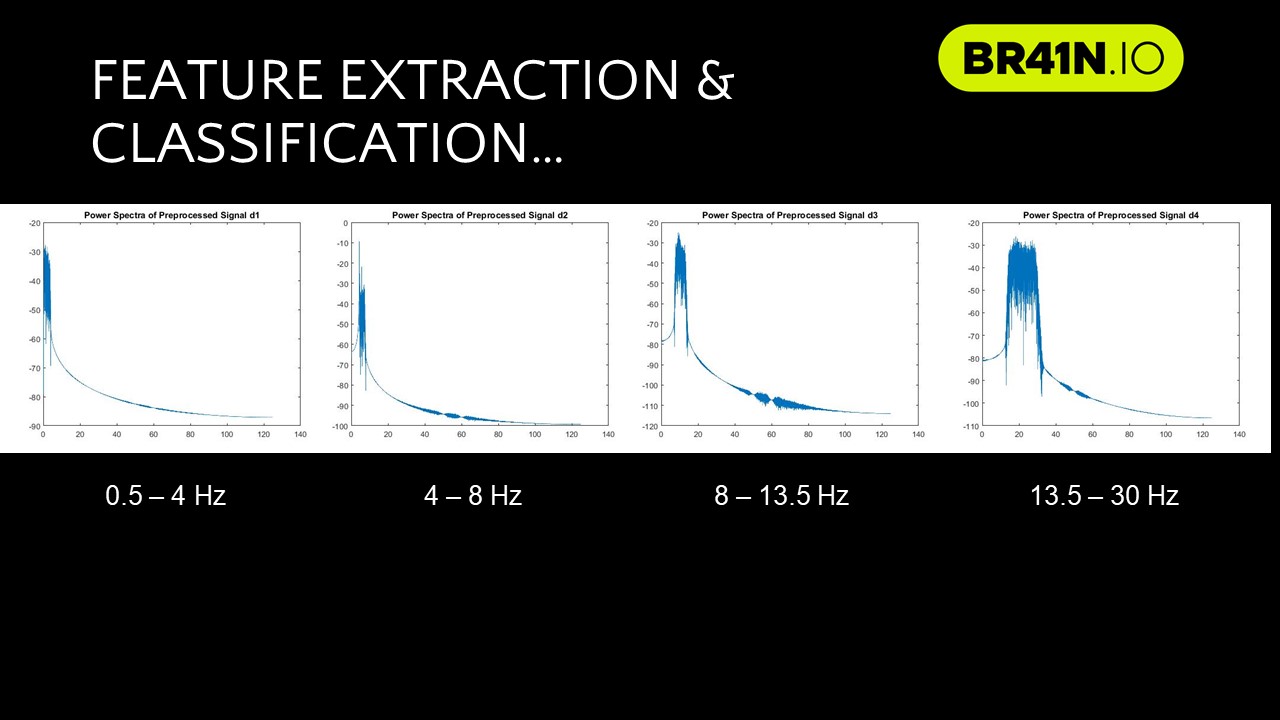 FEATURE EXTRACTION &
CLASSIFICATION...
BR41N.IO
Power Spectra of Preprocessed Signal d1
-20
-30
-40
-50
-60
-70
-80
-90
0 20 40 60 80 100 120 140
Power Spectra of Preprocessed Signal d2
0
-10
-20
-30
-40
-50
-60
-70
-80
-90
-100
0 20 40 60 80 100 120 140
Power Spectra of Preprocessed Signal d3
-20
-30
-40
-50
-60
-70
-80
-90
-100
-110
-120
0 20 40 60 80 100 120 140
Power Spectra of Preprocessed Signal d4
-20
-30
-40
-50
-60
-70
-80
-90
-100
-110
0 20 40 60 80 100 120 140
0.5 – 4 Hz
4 – 8 Hz
8 – 13.5 Hz
13.5 – 30 Hz